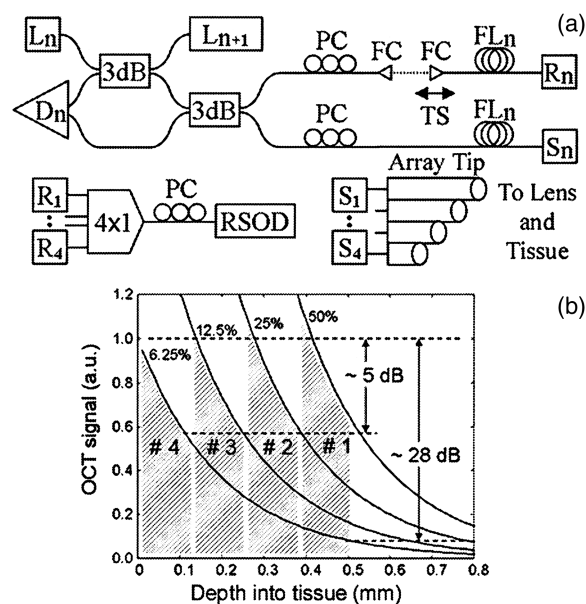 (a)
Lₙ
Lₙ₊₁
3dB
Dₙ
3dB
PC
FC
FC
FLₙ
Rₙ
TS
PC
FLₙ
Sₙ
R₁
R₄
4x1
PC
RSOD
Array Tip
S₁
S₄
To Lens
and
Tissue
(b)
OCT signal (a.u.)
1.2
1.0
0.8
0.6
0.4
0.2
0.0
6.25%
12.5%
25%
50%
~ 5 dB
~ 28 dB
# 4
# 3
# 2
# 1
0
0.1
0.2
0.3
0.4
0.5
0.6
0.7
0.8
Depth into tissue (mm)